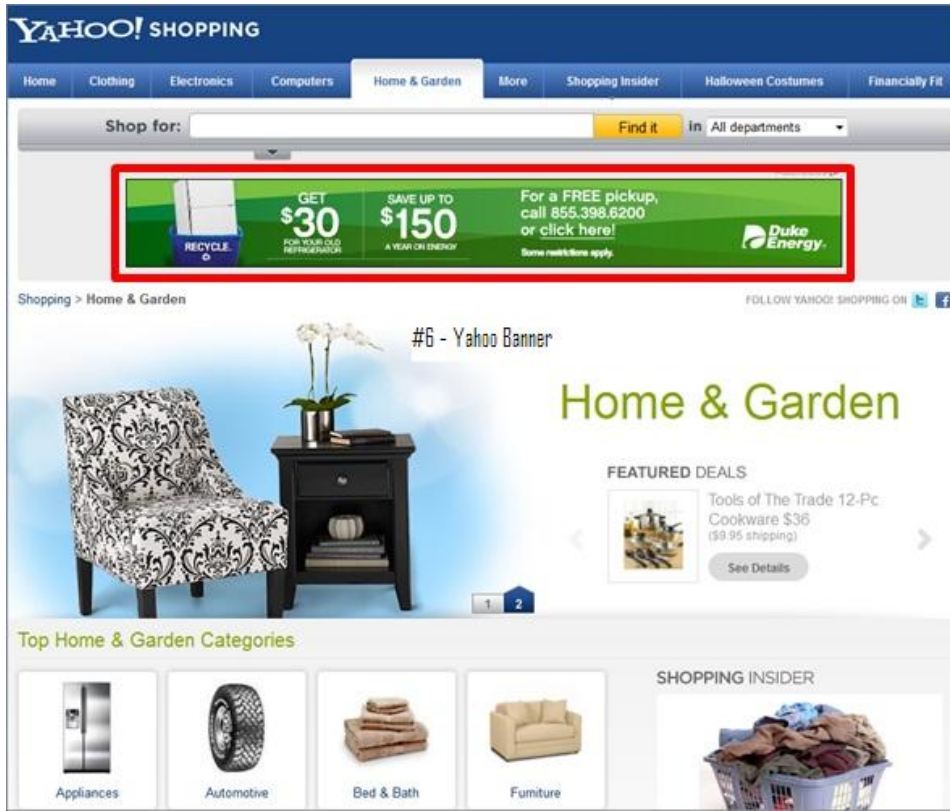 YAHOO! SHOPPING
Home Clothing Electronics Computers Home & Garden More Shopping Insider Halloween Costumes Financially Fit
Shop for: Find it in All departments
RECYCLE.
GET
$30
FOR YOUR OLD
REFRIGERATOR
SAVE UP TO
$150
A YEAR ON ENERGY
For a FREE pickup,
call 855.398.6200
or click here!
Some restrictions apply.
Duke
Energy.
Shopping > Home & Garden
FOLLOW YAHOO! SHOPPING ON
#6 - Yahoo Banner
Home & Garden
FEATURED DEALS
Tools of The Trade 12-Pc
Cookware $36
($9.95 shipping)
See Details
1 2
Top Home & Garden Categories
SHOPPING INSIDER
Appliances Automotive Bed & Bath Furniture